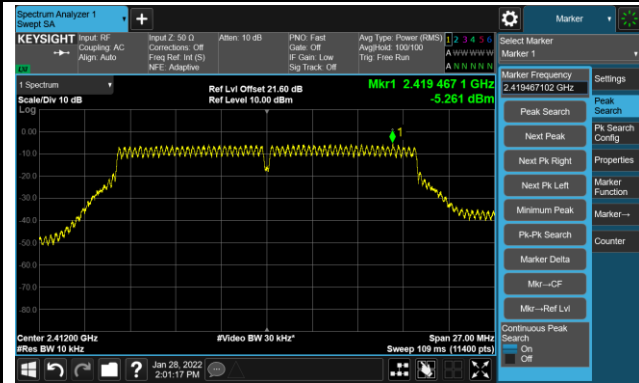 Spectrum Analyzer 1
Swept SA
+
Marker
KEYSIGHT
Input: RF
Coupling: AC
Align: Auto
Input Z: 50 Ω
Corrections: Off
Freq Ref: Int (S)
NFE: Adaptive
Atten: 10 dB
PNO: Fast
Gate: Off
IF Gain: Low
Sig Track: Off
Avg Type: Power (RMS)
Avg|Hold: 100/100
Trig: Free Run
1 2 3 4 5 6
A W W W W W
A N N N N N
Select Marker
Marker 1
1 Spectrum
Scale/Div 10 dB
Log
Ref Lvl Offset 21.60 dB
Ref Level 10.00 dBm
Mkr1 2.419 467 1 GHz
-5.261 dBm
Marker Frequency
2.419467102 GHz
Peak Search
Next Peak
Next Pk Right
Next Pk Left
Minimum Peak
Pk-Pk Search
Marker Delta
Mkr→CF
Mkr→Ref Lvl
Continuous Peak
Search
On
Off
Settings
Peak
Search
Pk Search
Config
Properties
Marker
Function
Marker→
Counter
0.00
-10.0
-20.0
-30.0
-40.0
-50.0
-60.0
-70.0
-80.0
1
Center 2.41200 GHz
#Res BW 10 kHz
#Video BW 30 kHz*
Span 27.00 MHz
Sweep 109 ms (11400 pts)
?
Jan 28, 2022
2:01:17 PM